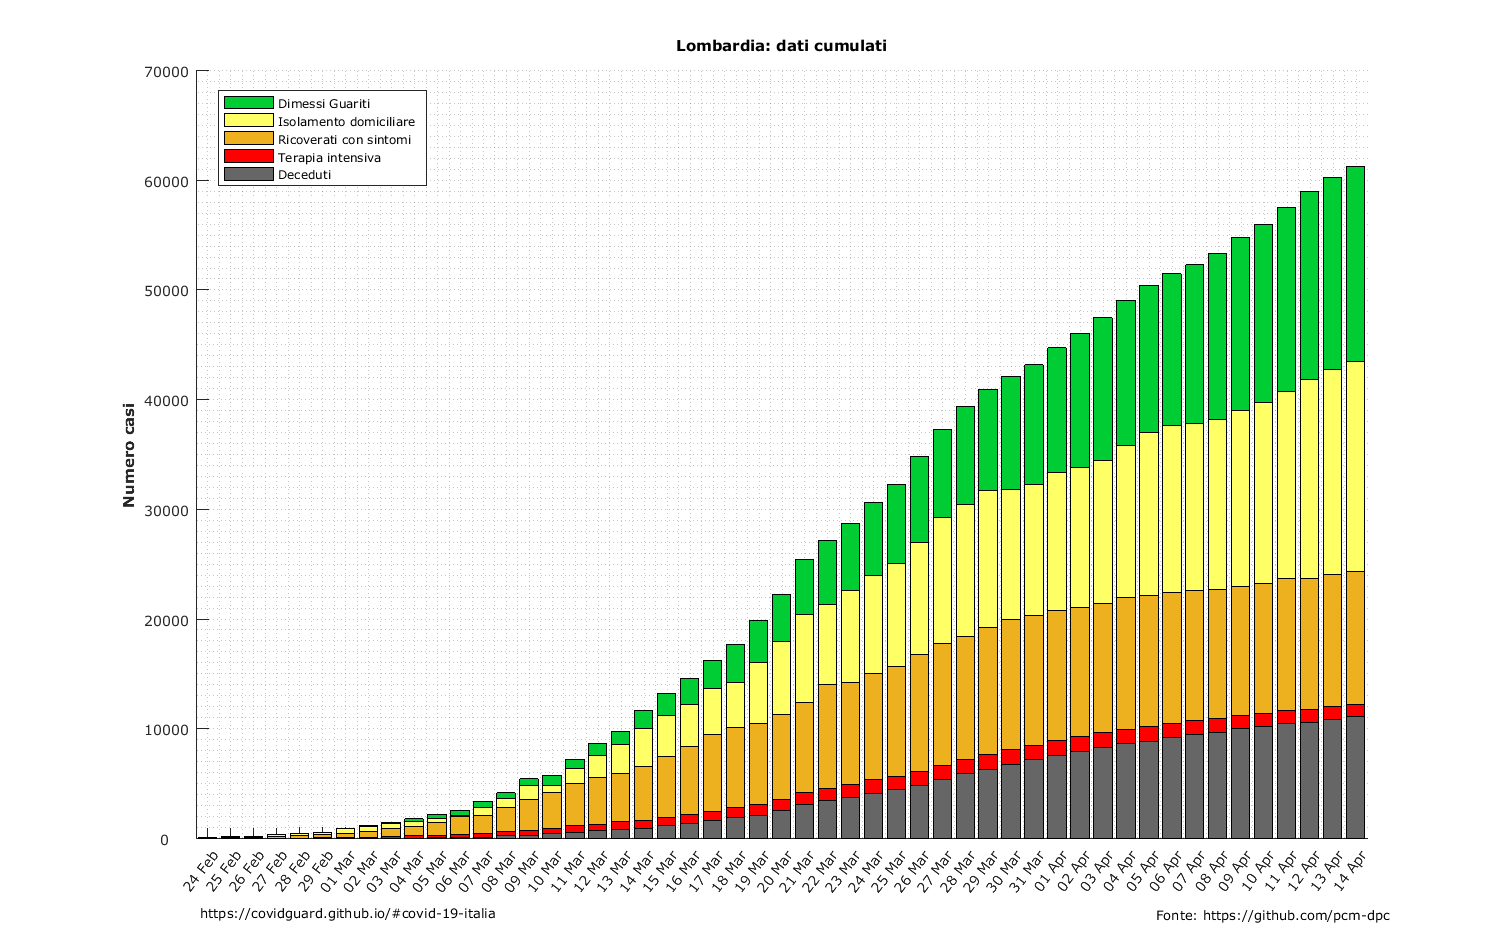 Lombardia: dati cumulati
70000
60000
50000
40000
30000
20000
10000
0
Numero casi
Dimessi Guariti
Isolamento domiciliare
Ricoverati con sintomi
Terapia intensiva
Deceduti
24 Feb
25 Feb
26 Feb
27 Feb
28 Feb
29 Feb
01 Mar
02 Mar
03 Mar
04 Mar
05 Mar
06 Mar
07 Mar
08 Mar
09 Mar
10 Mar
11 Mar
12 Mar
13 Mar
14 Mar
15 Mar
16 Mar
17 Mar
18 Mar
19 Mar
20 Mar
21 Mar
22 Mar
23 Mar
24 Mar
25 Mar
26 Mar
27 Mar
28 Mar
29 Mar
30 Mar
31 Mar
01 Apr
02 Apr
03 Apr
04 Apr
05 Apr
06 Apr
07 Apr
08 Apr
09 Apr
10 Apr
11 Apr
12 Apr
13 Apr
14 Apr
https://covidguard.github.io/#covid-19-italia
Fonte: https://github.com/pcm-dpc